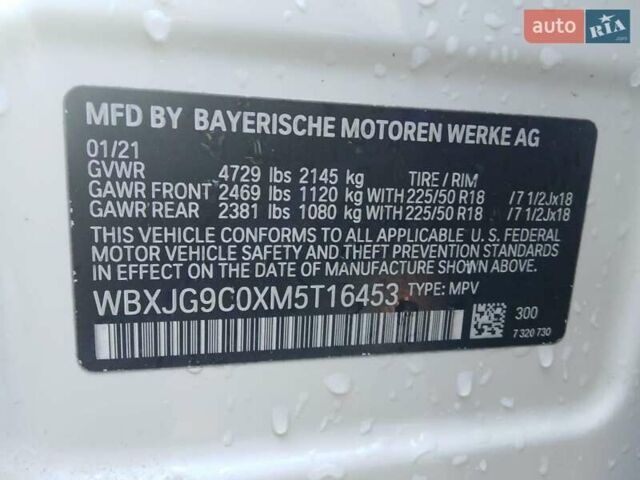 auto RIA
.com
MFD BY BAYERISCHE MOTOREN WERKE AG
01/21
GVWR 4729 lbs 2145 kg TIRE / RIM
GAWR FRONT 2469 lbs 1120 kg WITH 225/50 R18 /7 1/2Jx18
GAWR REAR 2381 lbs 1080 kg WITH 225/50 R18 /7 1/2Jx18
THIS VEHICLE CONFORMS TO ALL APPLICABLE U.S. FEDERAL
MOTOR VEHICLE SAFETY AND THEFT PREVENTION STANDARDS
IN EFFECT ON THE DATE OF MANUFACTURE SHOWN ABOVE.
WBXJG9C0XM5T16453 TYPE: MPV
300
7 320 730